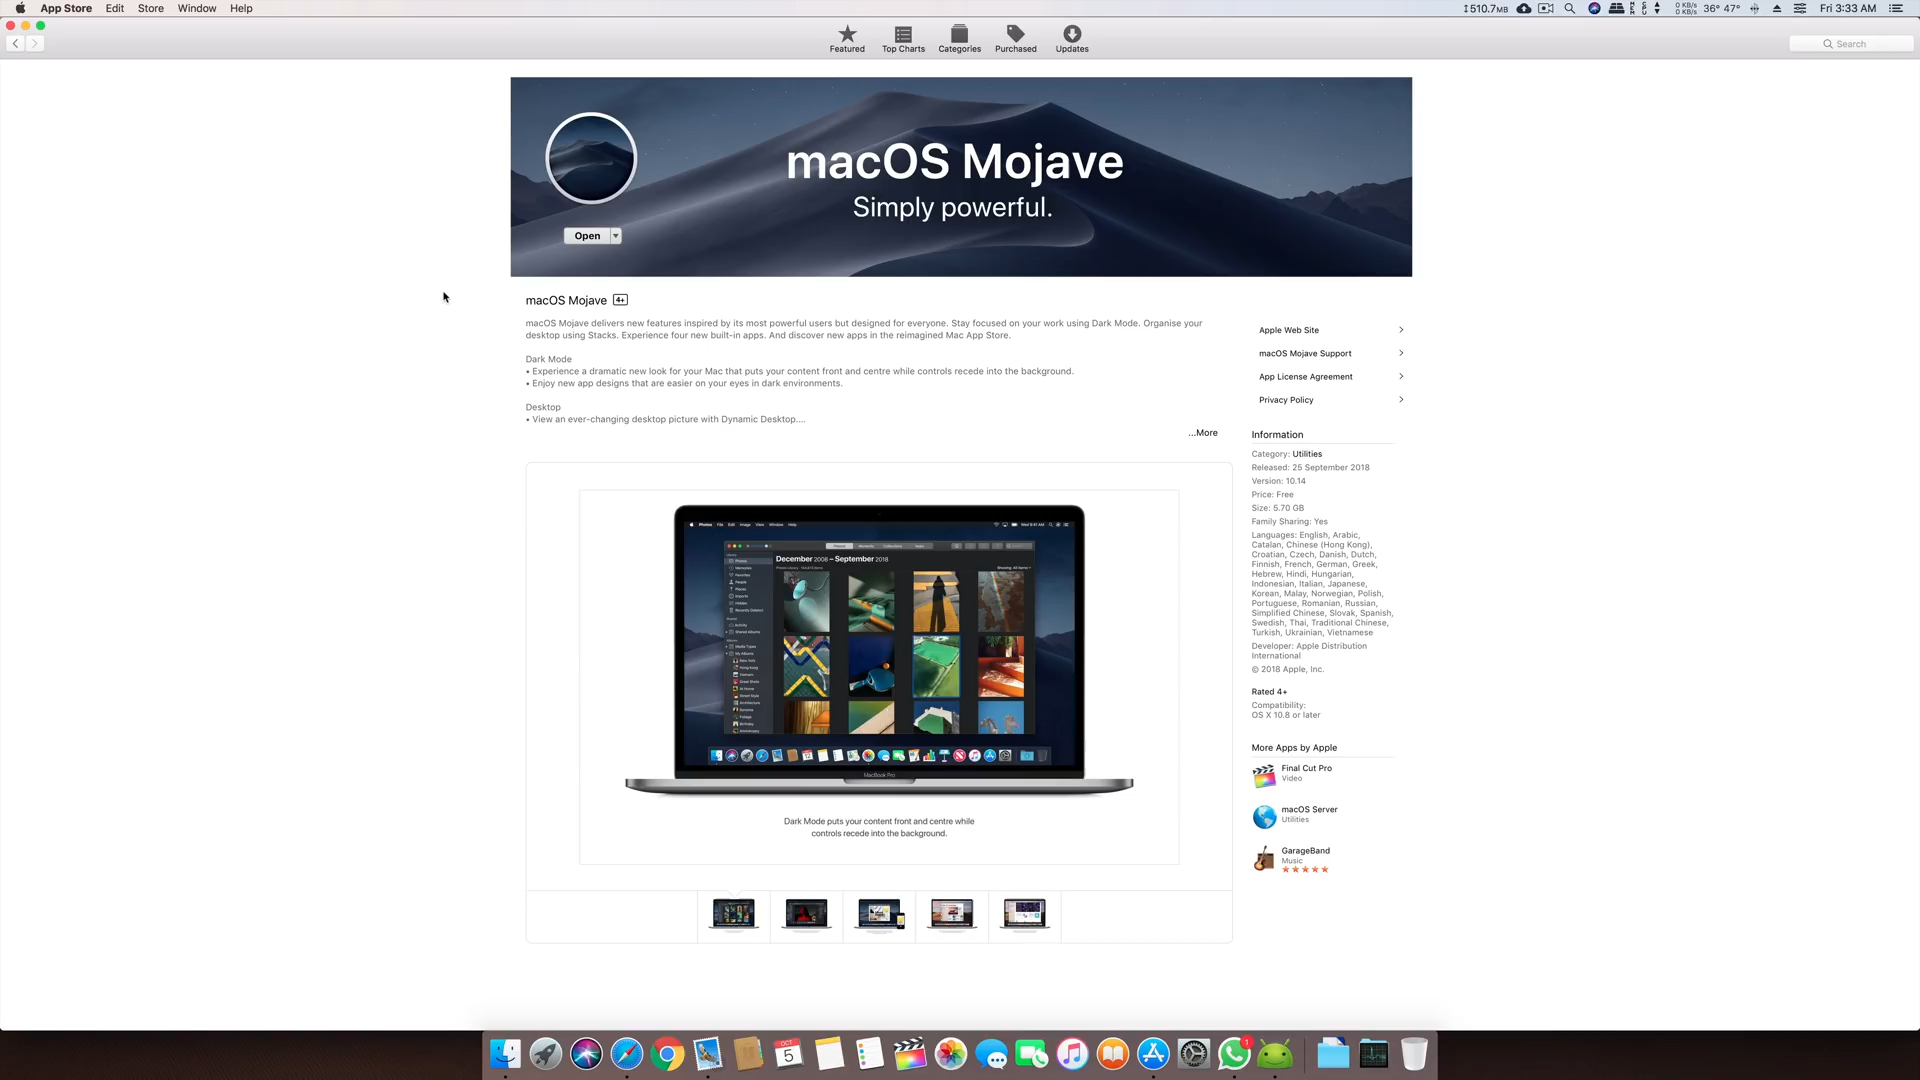 App Store Edit Store Window Help
510.7MB
0 KB/s
0 KB/s
36° 47°
Fri 3:33 AM
Featured
Top Charts
Categories
Purchased
Updates
Search
macOS Mojave
Simply powerful.
Open
macOS Mojave 4+
macOS Mojave delivers new features inspired by its most powerful users but designed for everyone. Stay focused on your work using Dark Mode. Organise your
desktop using Stacks. Experience four new built-in apps. And discover new apps in the reimagined Mac App Store.
Dark Mode
• Experience a dramatic new look for your Mac that puts your content front and centre while controls recede into the background.
• Enjoy new app designs that are easier on your eyes in dark environments.
Desktop
• View an ever-changing desktop picture with Dynamic Desktop....
...More
December 2008 – September 2018
MacBook Pro
Dark Mode puts your content front and centre while
controls recede into the background.
Apple Web Site
macOS Mojave Support
App License Agreement
Privacy Policy
Information
Category: Utilities
Released: 25 September 2018
Version: 10.14
Price: Free
Size: 5.70 GB
Family Sharing: Yes
Languages: English, Arabic,
Catalan, Chinese (Hong Kong),
Croatian, Czech, Danish, Dutch,
Finnish, French, German, Greek,
Hebrew, Hindi, Hungarian,
Indonesian, Italian, Japanese,
Korean, Malay, Norwegian, Polish,
Portuguese, Romanian, Russian,
Simplified Chinese, Slovak, Spanish,
Swedish, Thai, Traditional Chinese,
Turkish, Ukrainian, Vietnamese
Developer: Apple Distribution
International
© 2018 Apple, Inc.
Rated 4+
Compatibility:
OS X 10.8 or later
More Apps by Apple
Final Cut Pro
Video
macOS Server
Utilities
GarageBand
Music
OCT
5
1